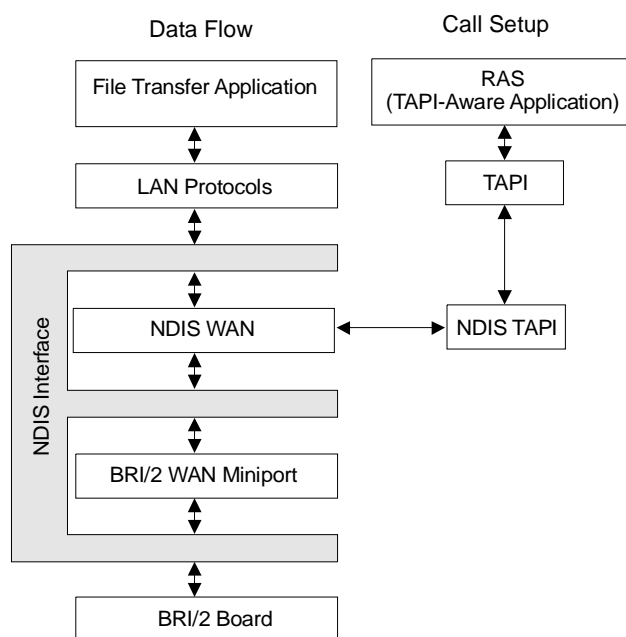 Data Flow
Call Setup
File Transfer Application
RAS
(TAPI-Aware Application)
LAN Protocols
TAPI
NDIS Interface
NDIS WAN
NDIS TAPI
BRI/2 WAN Miniport
BRI/2 Board